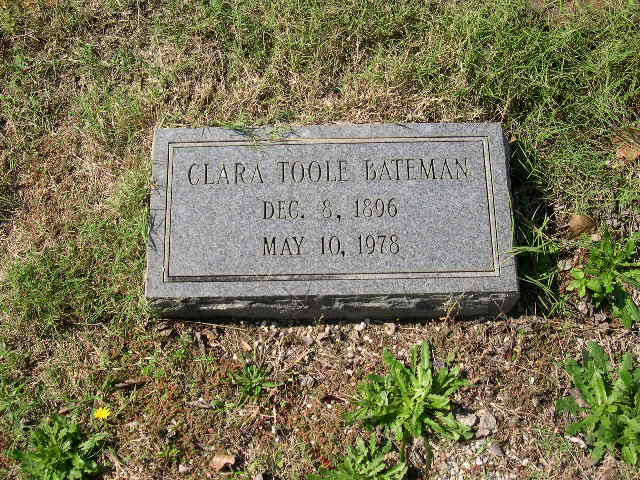 CLARA TOOLE BATEMAN
DEC. 8, 1896
MAY 10, 1978